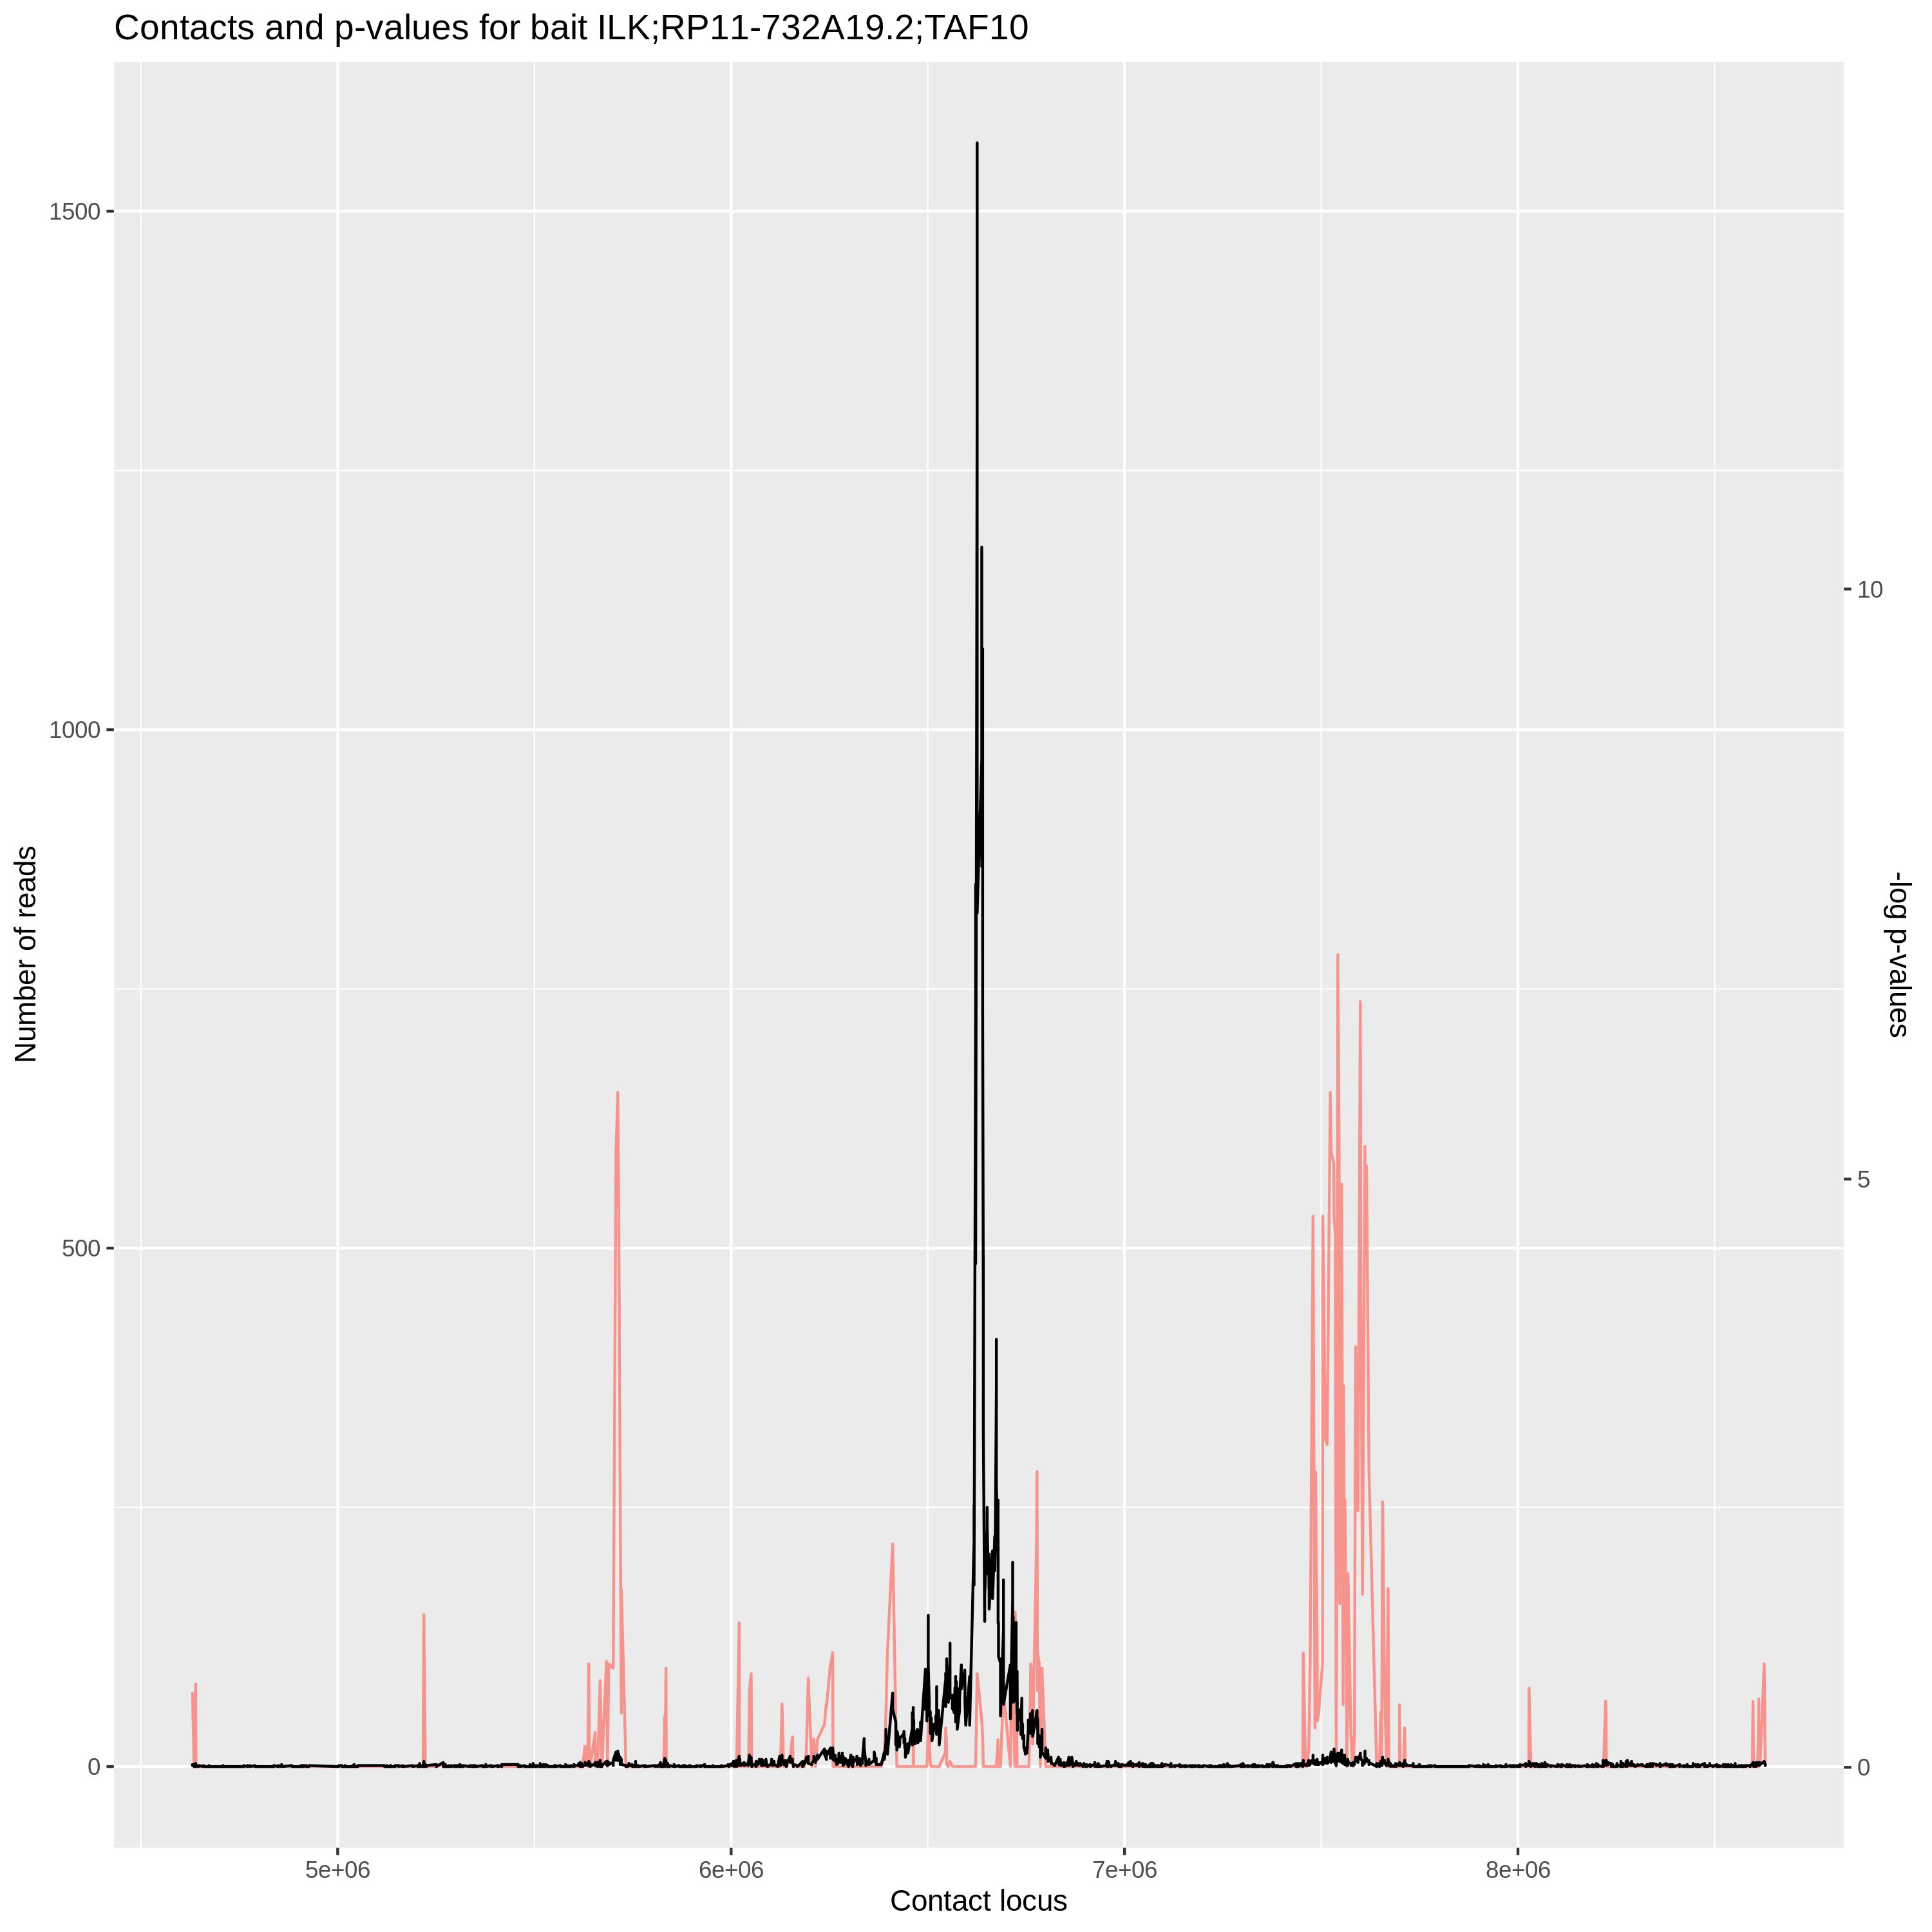 Contacts and p-values for bait ILK;RP11-732A19.2;TAF10
1500
1000
500
0
Number of reads
10
5
0
-log p-values
5e+06 6e+06 7e+06 8e+06
Contact locus